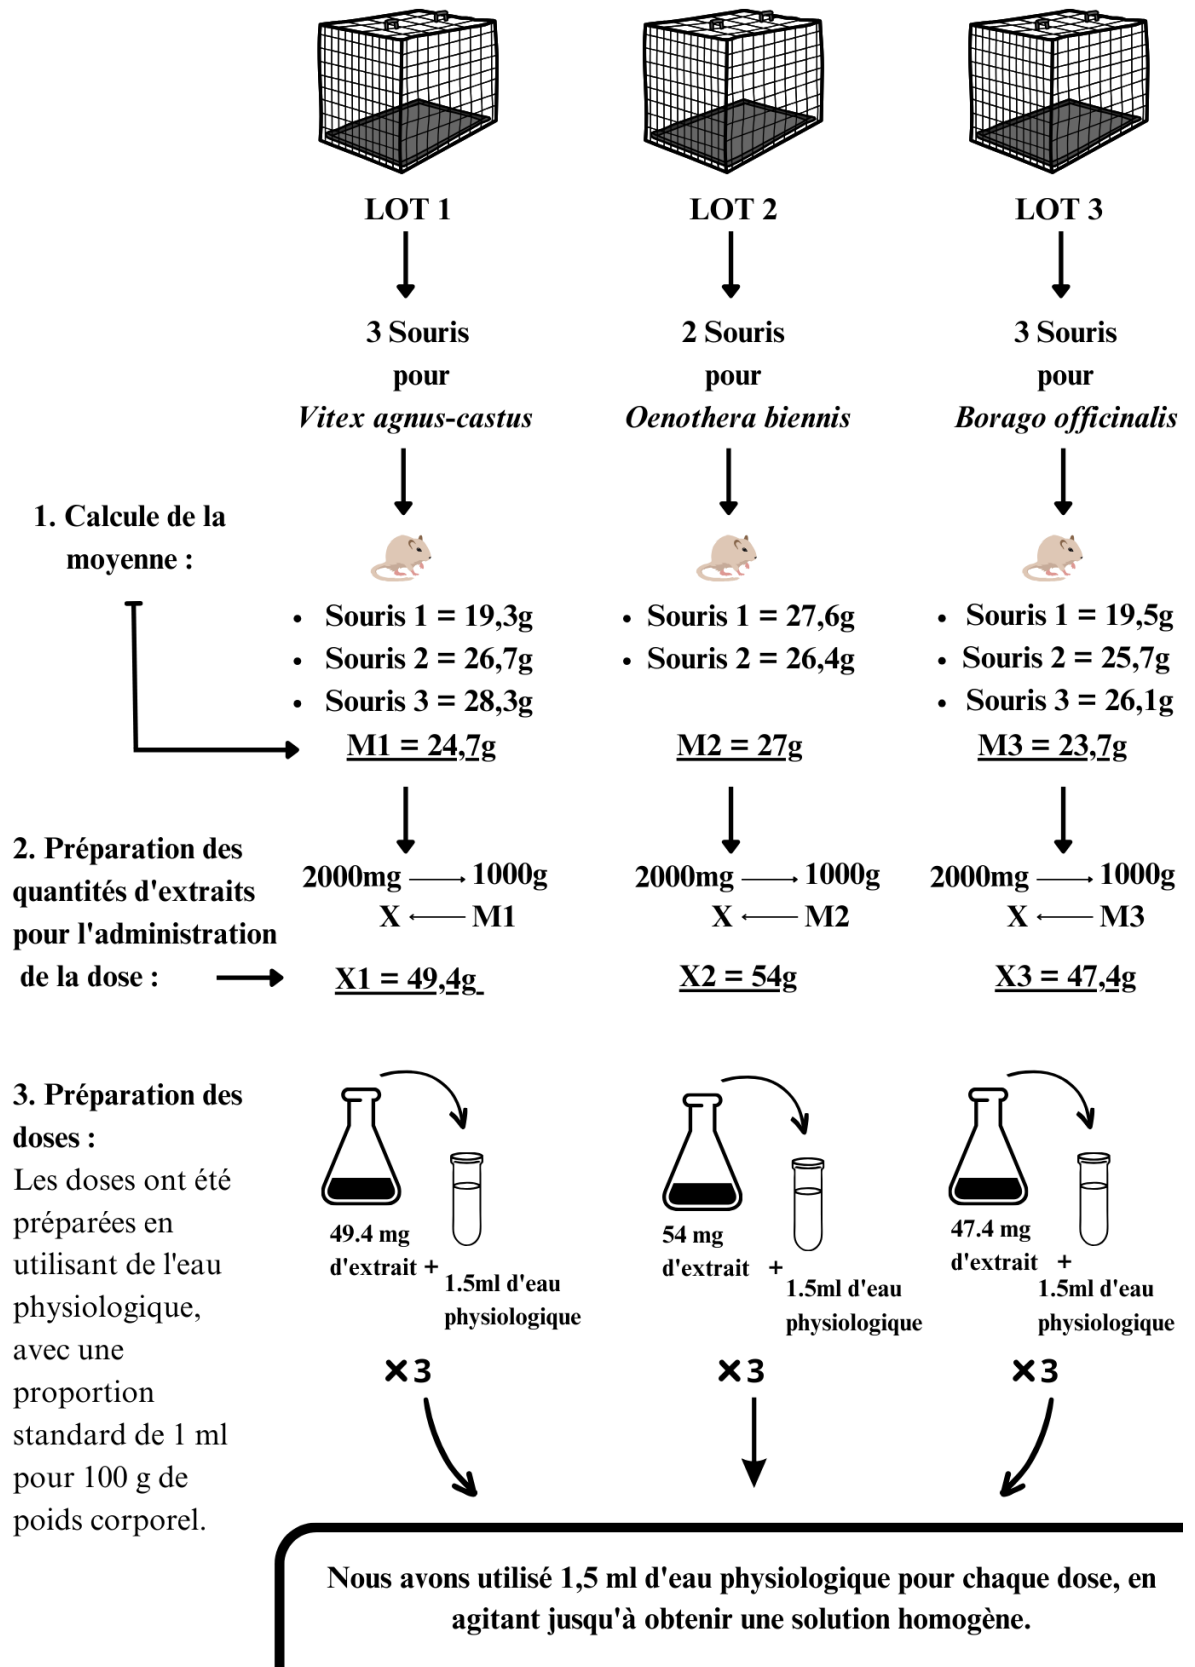 LOT 1
LOT 2
LOT 3
3 Souris
pour
Vitex agnus-castus
2 Souris
pour
Oenothera biennis
3 Souris
pour
Borago officinalis
1. Calcule de la
moyenne :
• Souris 1 = 19,3g
• Souris 2 = 26,7g
• Souris 3 = 28,3g
M1 = 24,7g
• Souris 1 = 27,6g
• Souris 2 = 26,4g
M2 = 27g
• Souris 1 = 19,5g
• Souris 2 = 25,7g
• Souris 3 = 26,1g
M3 = 23,7g
2. Préparation des
quantités d'extraits
pour l'administration
de la dose :
2000mg → 1000g
X ← M1
X1 = 49,4g
2000mg → 1000g
X ← M2
X2 = 54g
2000mg → 1000g
X ← M3
X3 = 47,4g
3. Préparation des
doses :
Les doses ont été
préparées en
utilisant de l'eau
physiologique,
avec une
proportion
standard de 1 ml
pour 100 g de
poids corporel.
49.4 mg
d'extrait +
1.5ml d'eau
physiologique
×3
54 mg
d'extrait +
1.5ml d'eau
physiologique
×3
47.4 mg
d'extrait +
1.5ml d'eau
physiologique
×3
Nous avons utilisé 1,5 ml d'eau physiologique pour chaque dose, en
agitant jusqu'à obtenir une solution homogène.